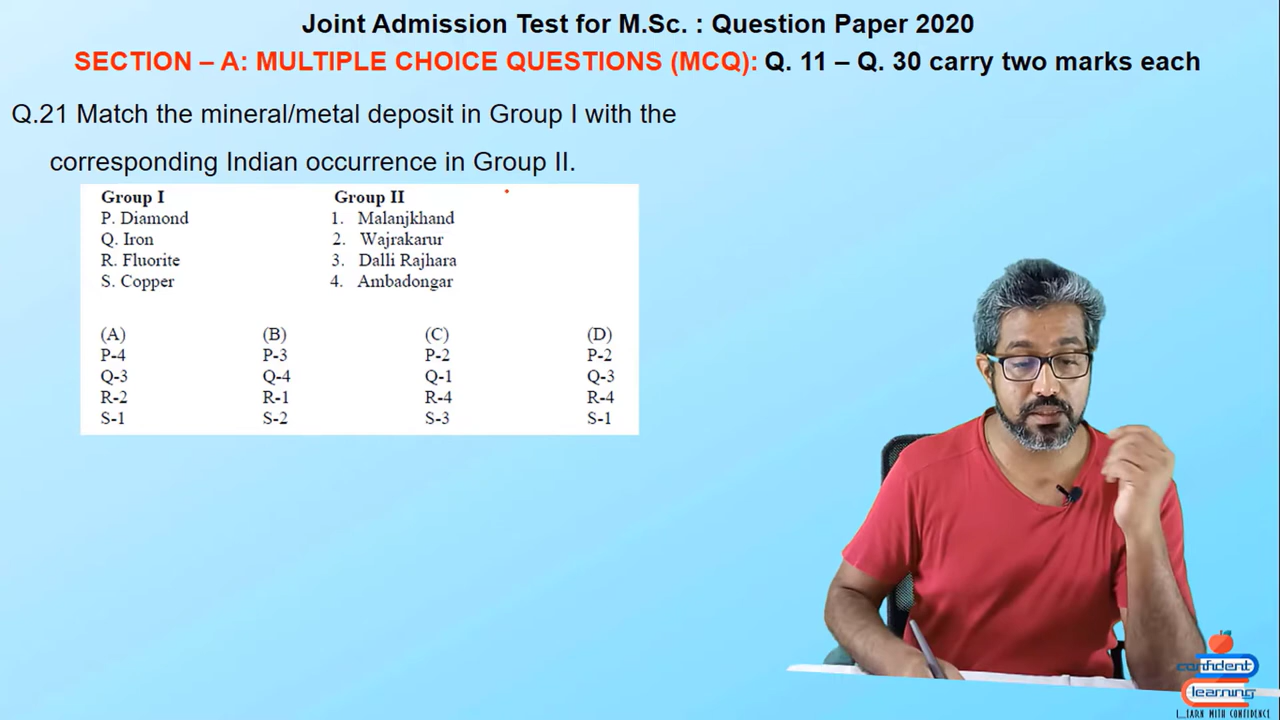 Joint Admission Test for M.Sc. : Question Paper 2020
SECTION – A: MULTIPLE CHOICE QUESTIONS (MCQ): Q. 11 – Q. 30 carry two marks each
Q.21 Match the mineral/metal deposit in Group I with the
corresponding Indian occurrence in Group II.
Group I Group II
P. Diamond 1. Malanjkhand
Q. Iron 2. Wajrakarur
R. Fluorite 3. Dalli Rajhara
S. Copper 4. Ambadongar
(A) (B) (C) (D)
P-4 P-3 P-2 P-2
Q-3 Q-4 Q-1 Q-3
R-2 R-1 R-4 R-4
S-1 S-2 S-3 S-1
confident
learning
L...EARN WITH CONFIDENCE